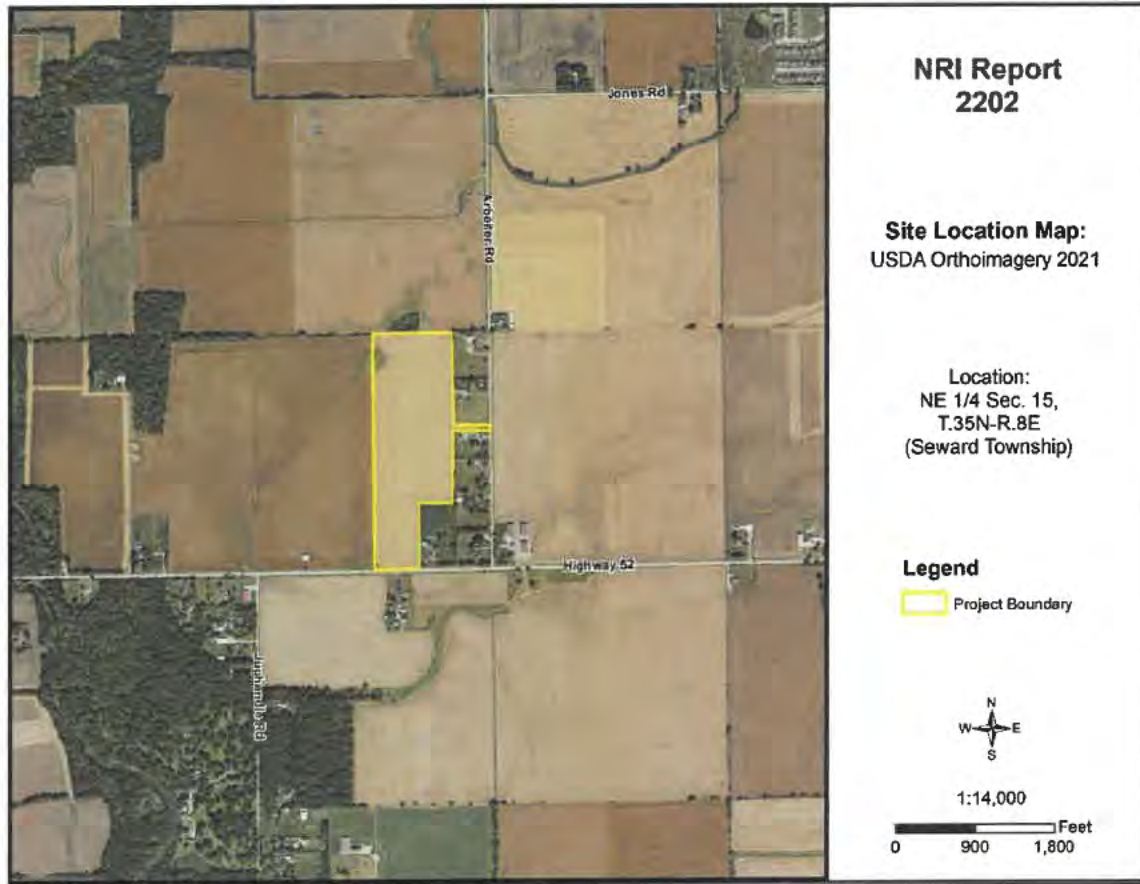 Jones Rd
Arbeiter Rd
Highway 52
NRI Report
2202
Site Location Map:
USDA Orthoimagery 2021
Location:
NE 1/4 Sec. 15,
T.35N-R.8E
(Seward Township)
Legend
Project Boundary
N
W E
S
1:14,000
Feet
0 900 1,800